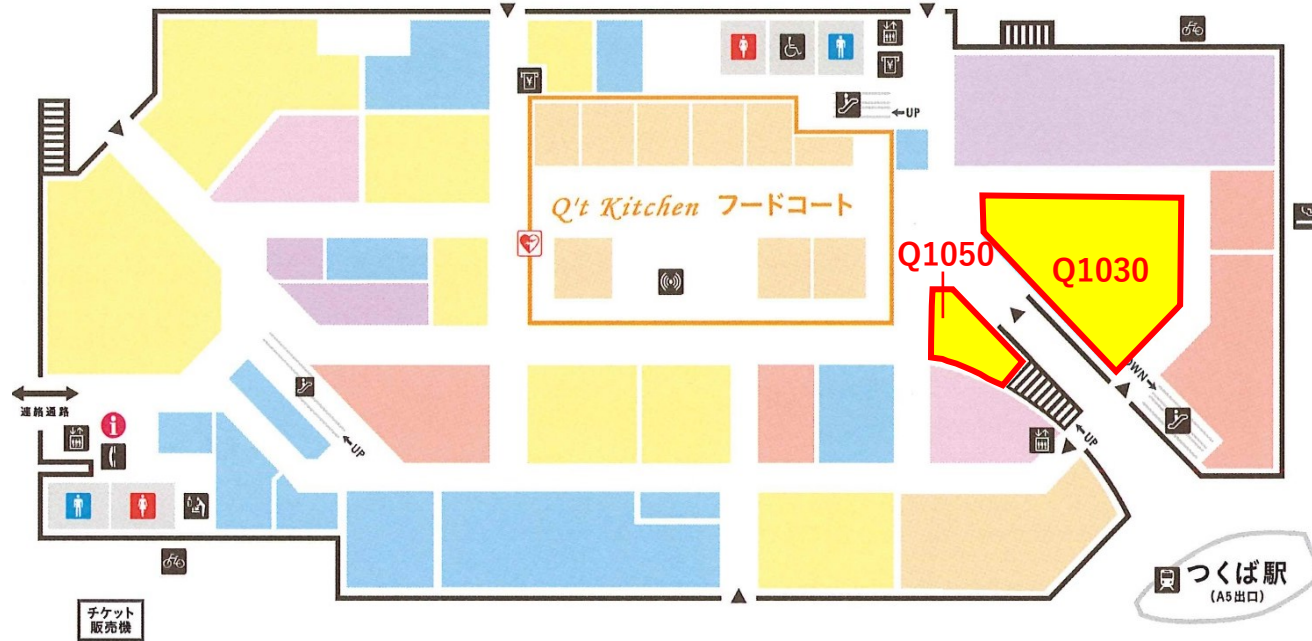 ←UP
Q't Kitchen フードコート
Q1050
Q1030
連絡通路
←UP
←UP
つくば駅
(A5出口)
チケット
販売機